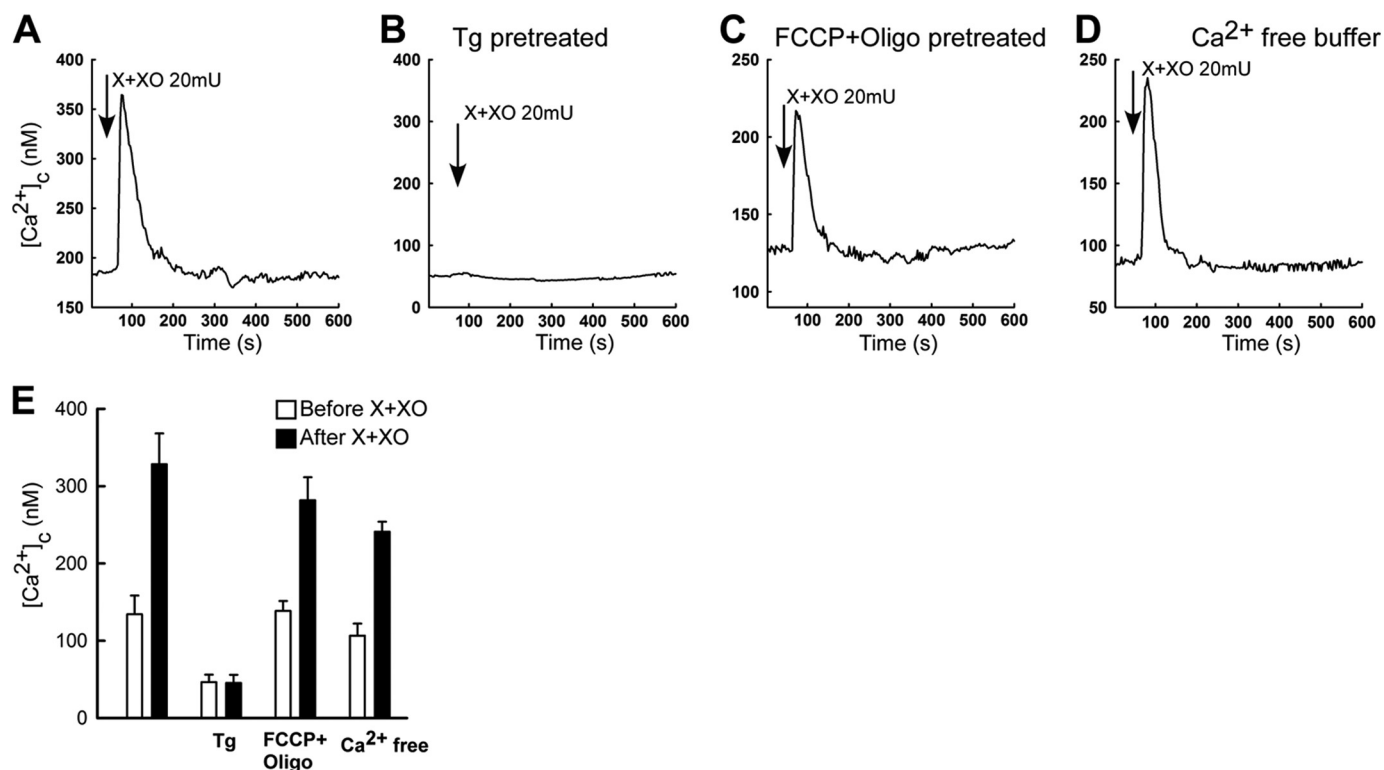 A
X+XO 20mU
[Ca2+]c (nM)
400
350
300
250
200
150
100 200 300 400 500 600
Time (s)
B
Tg pretreated
X+XO 20mU
400
300
200
100
0
100 200 300 400 500 600
Time (s)
C
FCCP+Oligo pretreated
X+XO 20mU
250
200
150
100
100 200 300 400 500 600
Time (s)
D
Ca2+ free buffer
X+XO 20mU
250
200
150
100
50
100 200 300 400 500 600
Time (s)
E
Before X+XO
After X+XO
[Ca2+]c (nM)
400
300
200
100
0
Tg
FCCP+
Oligo
Ca2+ free